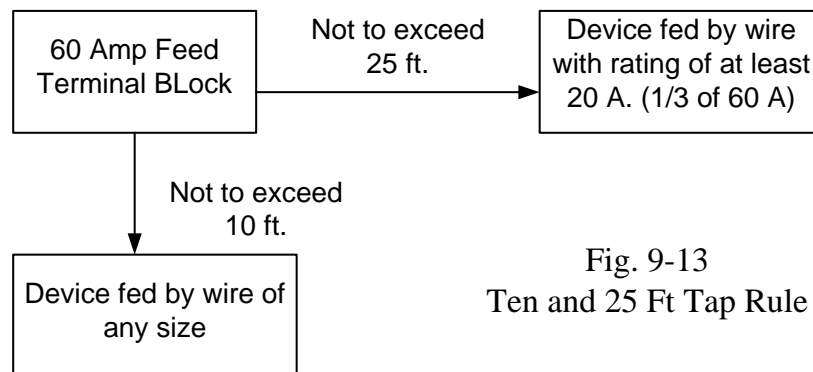 60 Amp Feed
Terminal BLock
Not to exceed
25 ft.
Device fed by wire
with rating of at least
20 A. (1/3 of 60 A)
Not to exceed
10 ft.
Device fed by wire of
any size
Fig. 9-13
Ten and 25 Ft Tap Rule